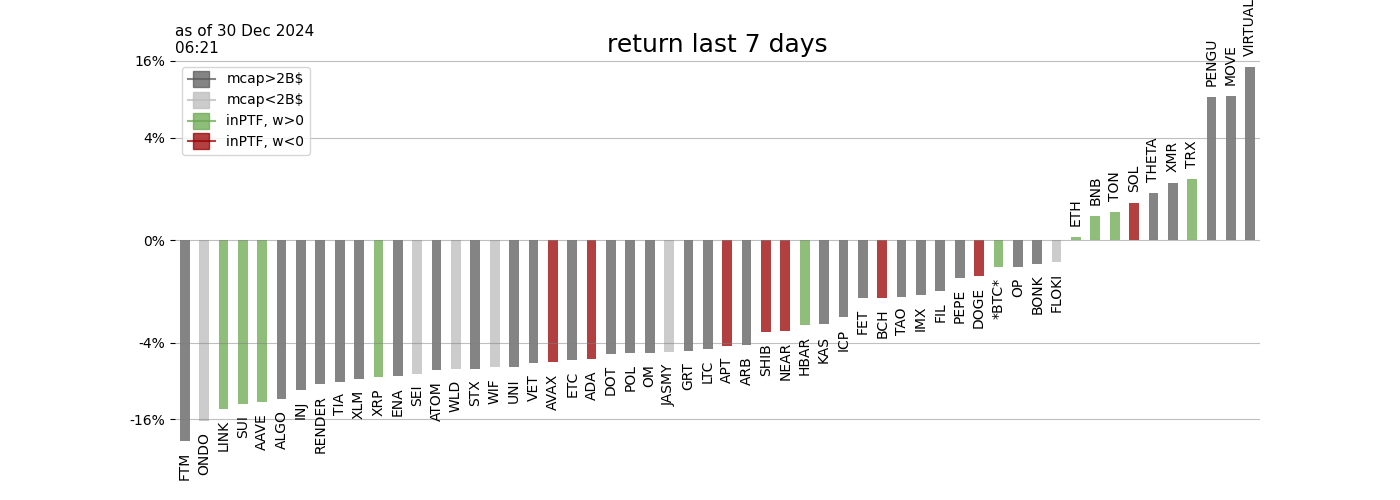 as of 30 Dec 2024
06:21
return last 7 days
16%
4%
0%
-4%
-16%
mcap>2B$
mcap<2B$
inPTF, w>0
inPTF, w<0
FTM
ONDO
LINK
SUI
AAVE
ALGO
INJ
RENDER
TIA
XLM
XRP
ENA
SEI
ATOM
WLD
STX
WIF
UNI
VET
AVAX
ETC
ADA
DOT
POL
OM
JASMY
GRT
LTC
APT
ARB
SHIB
NEAR
HBAR
KAS
ICP
FET
BCH
TAO
IMX
FIL
PEPE
DOGE
*BTC*
OP
BONK
FLOKI
ETH
BNB
TON
SOL
THETA
XMR
TRX
PENGU
MOVE
VIRTUAL